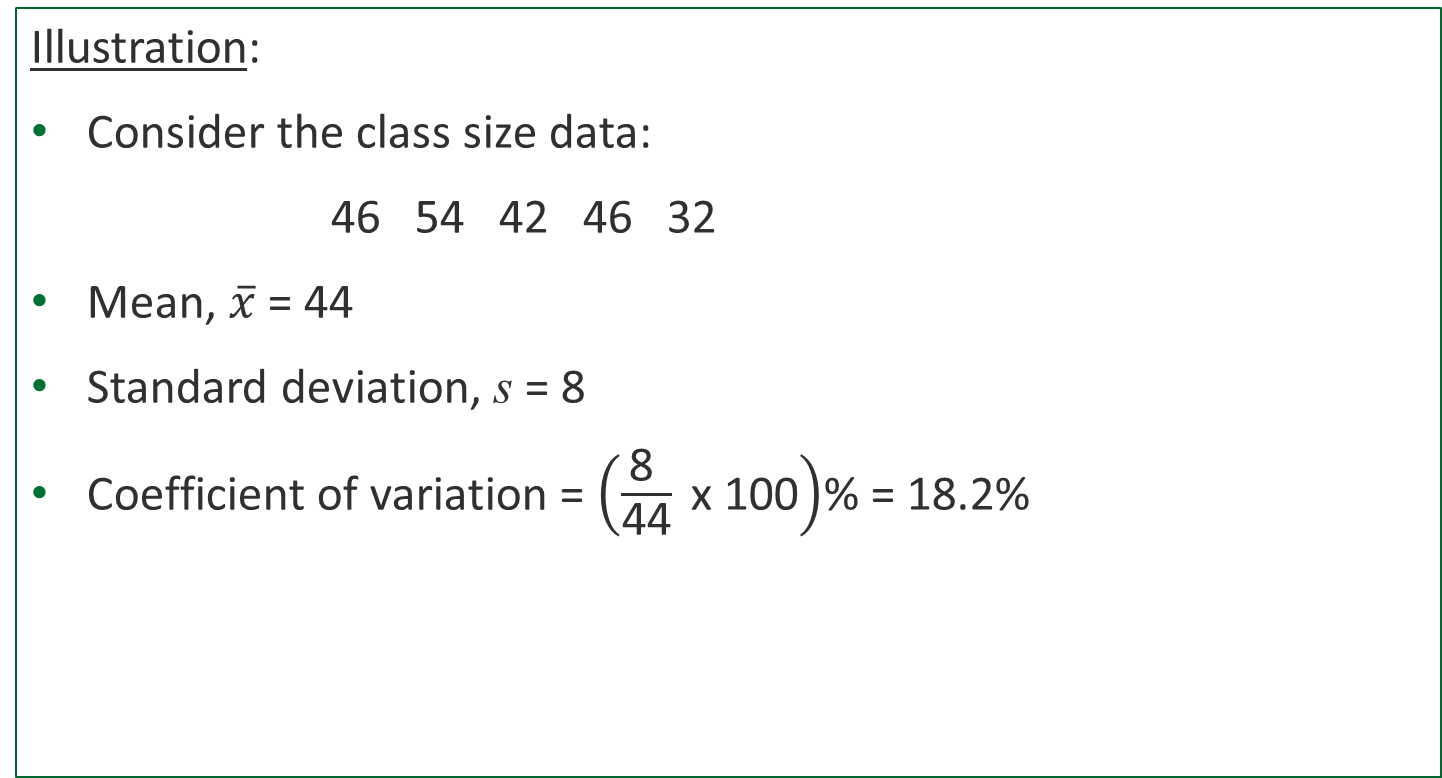 Illustration:
• Consider the class size data:
46 54 42 46 32
• Mean, x̄ = 44
• Standard deviation, s = 8
• Coefficient of variation = (8/44 x 100)% = 18.2%